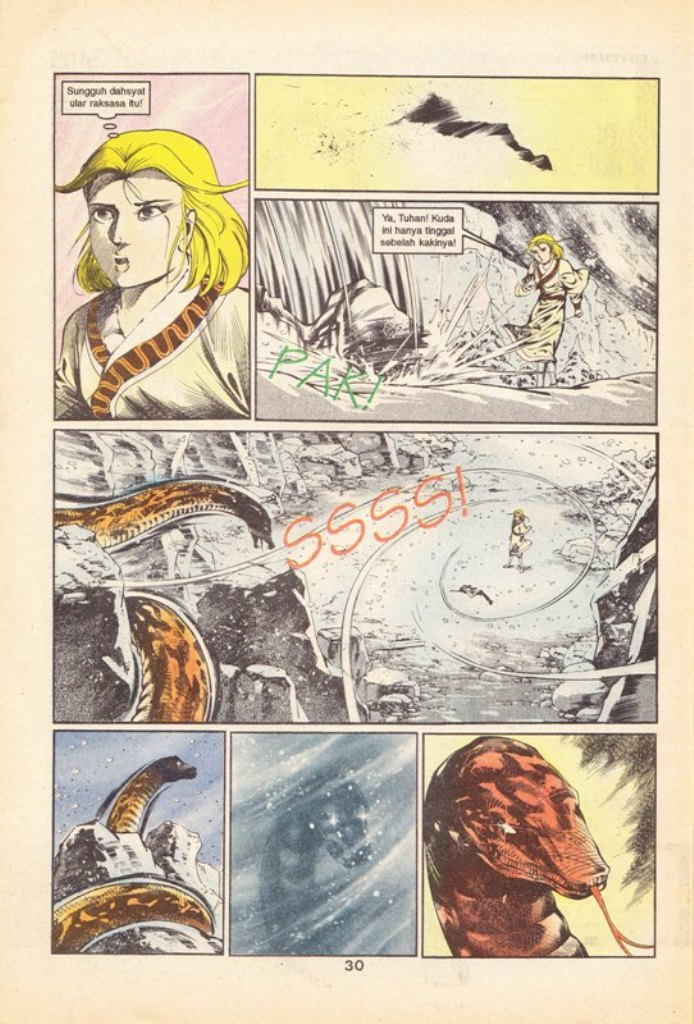 Sungguh dahsyat
ular raksasa itu!
Ya, Tuhan! Kuda
ini hanya tinggal
sebelah kakinya!
PAK!
SSSS!
30